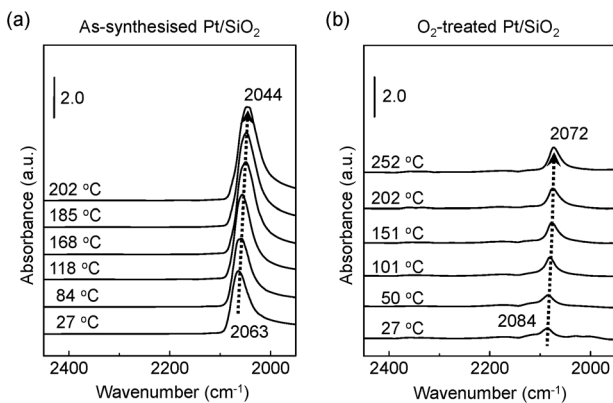 (a)
As-synthesised Pt/SiO₂
2.0
2044
202 °C
185 °C
168 °C
118 °C
84 °C
27 °C
2063
Absorbance (a.u.)
2400
2200
2000
Wavenumber (cm⁻¹)
(b)
O₂-treated Pt/SiO₂
2.0
2072
252 °C
202 °C
151 °C
101 °C
50 °C
27 °C
2084
Absorbance (a.u.)
2400
2200
2000
Wavenumber (cm⁻¹)